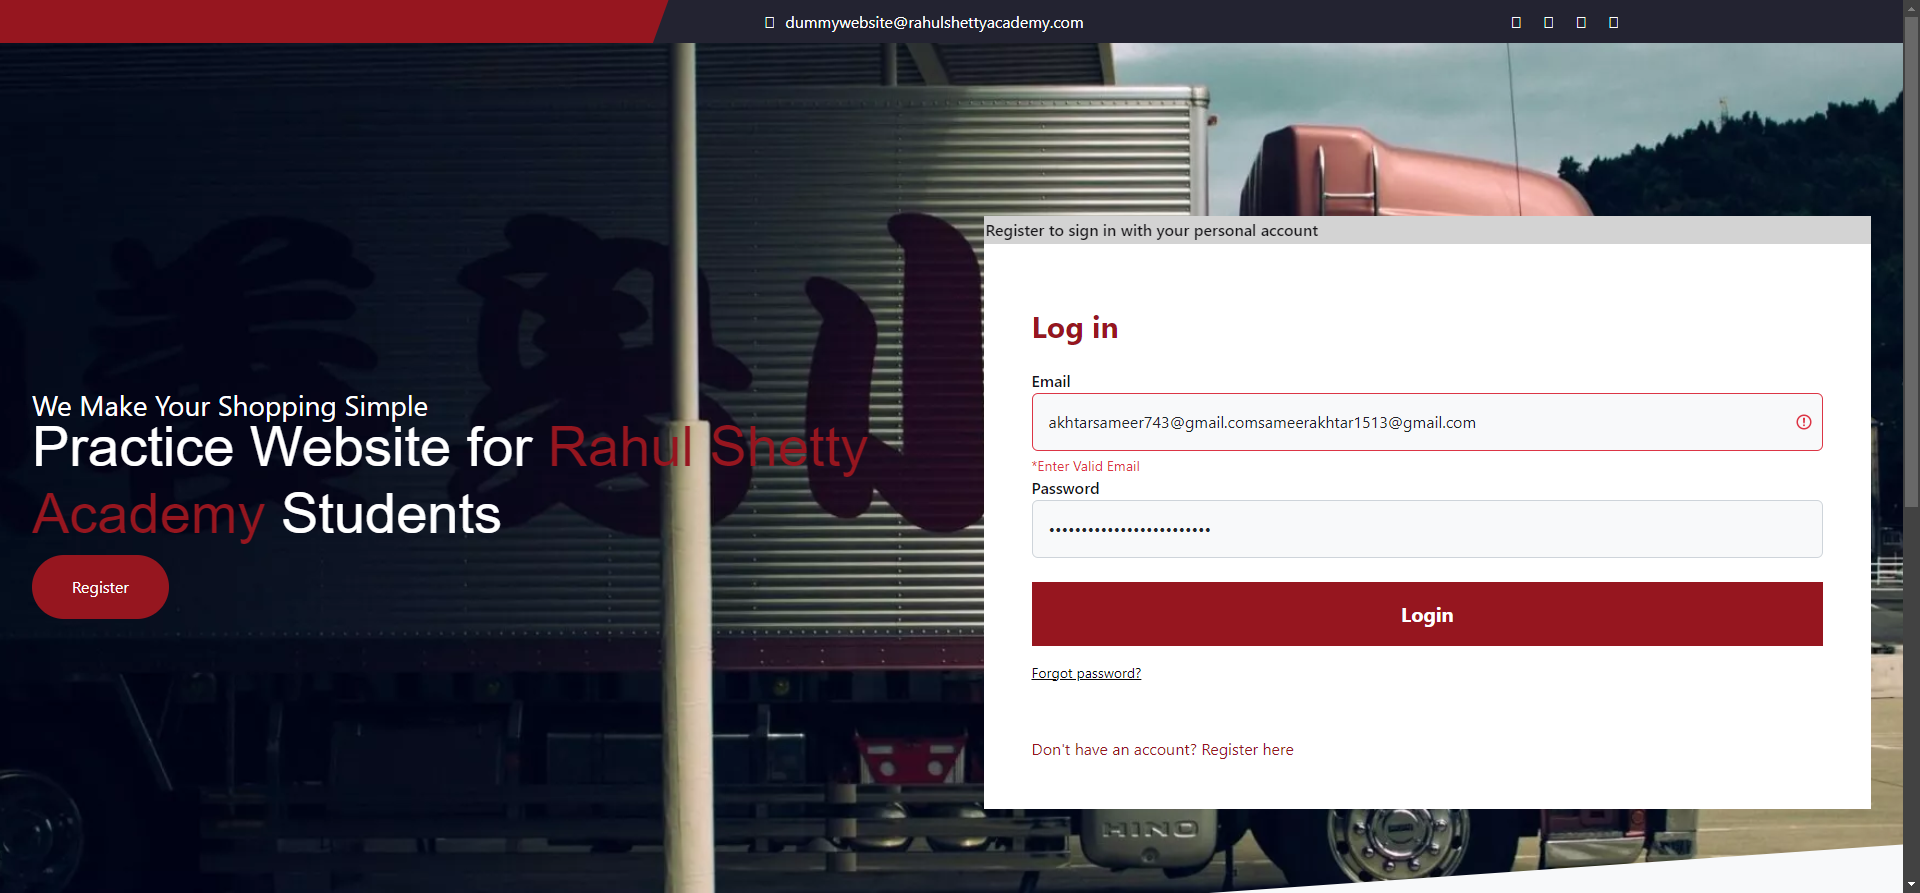 dummywebsite@rahulshettyacademy.com
We Make Your Shopping Simple
Practice Website for Rahul Shetty
Academy Students
Register
Register to sign in with your personal account
Log in
Email
akhtarsameer743@gmail.comsameerakhtar1513@gmail.com
*Enter Valid Email
Password
Login
Forgot password?
Don't have an account? Register here
HINO